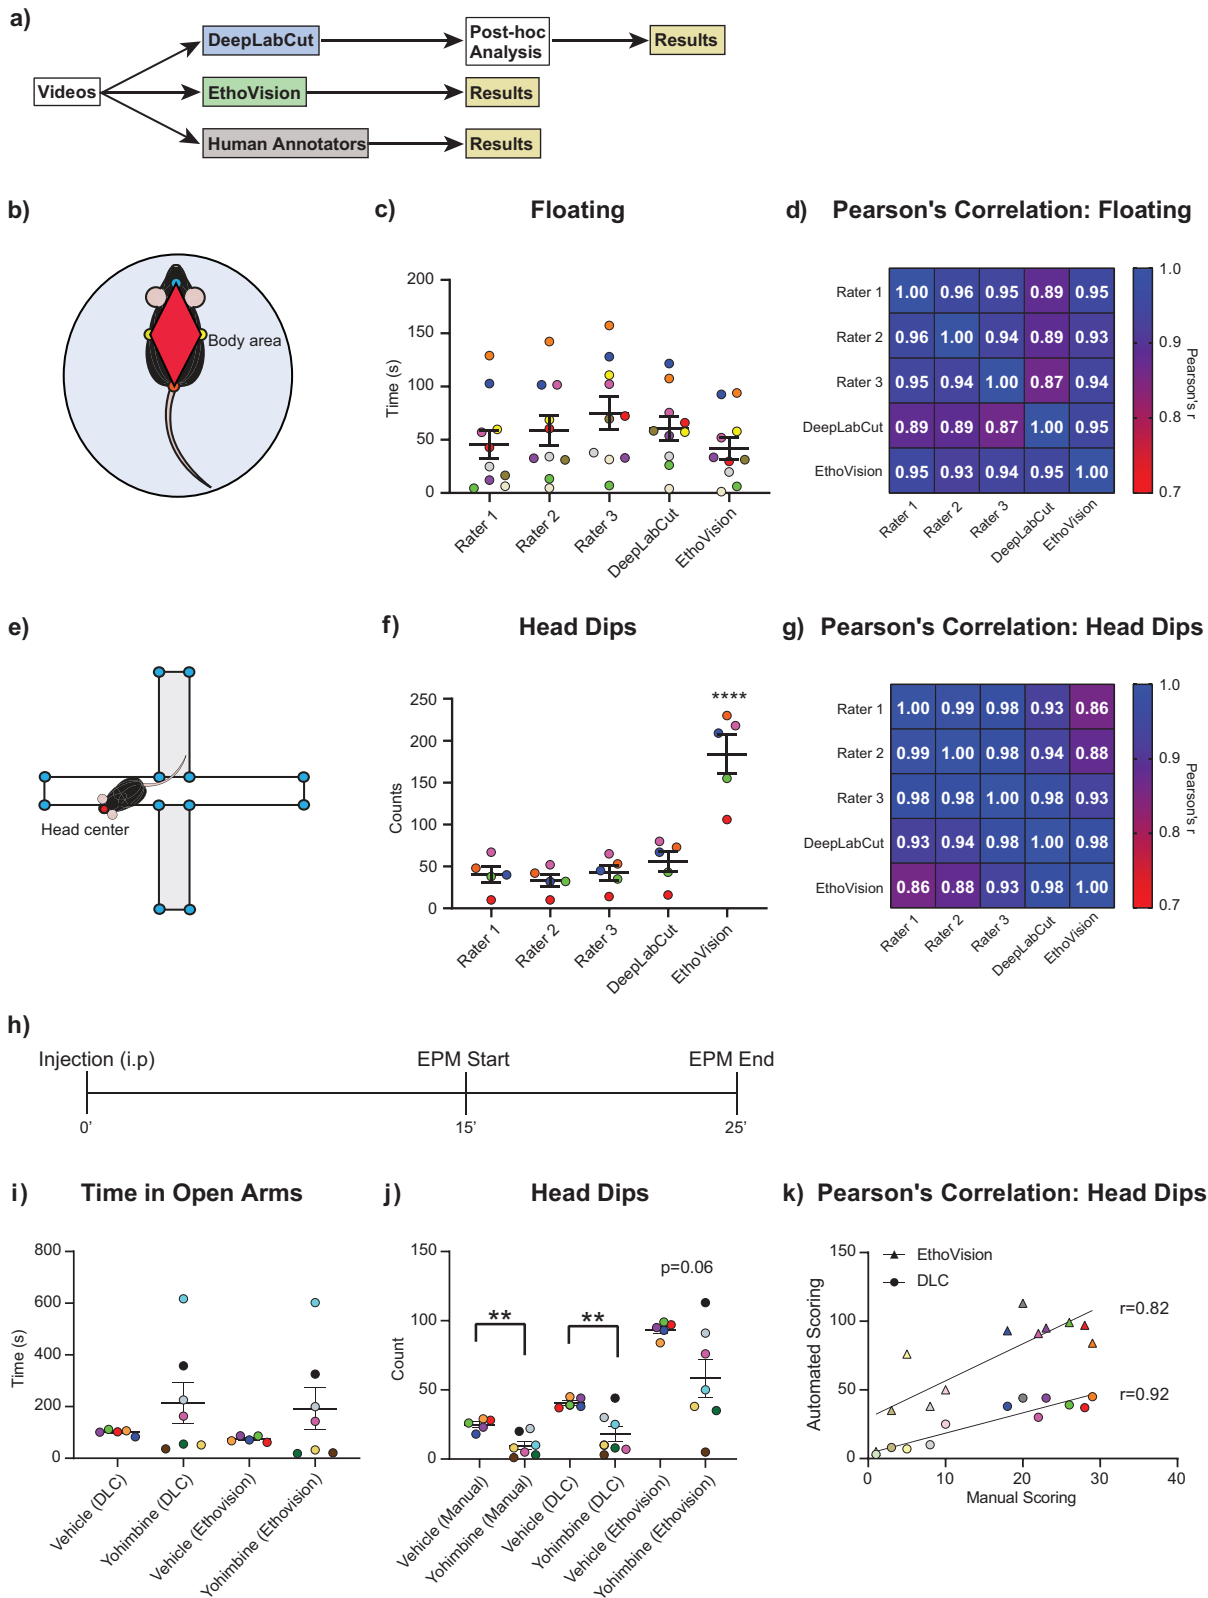 a)
DeepLabCut
Post-hoc
Analysis
Results
Videos
EthoVision
Results
Human Annotators
Results
b)
Body area
c) Floating
200
150
100
50
0
Time (s)
Rater 1
Rater 2
Rater 3
DeepLabCut
EthoVision
d) Pearson's Correlation: Floating
Rater 1 1.00 0.96 0.95 0.89 0.95
Rater 2 0.96 1.00 0.94 0.89 0.93
Rater 3 0.95 0.94 1.00 0.87 0.94
DeepLabCut 0.89 0.89 0.87 1.00 0.95
EthoVision 0.95 0.93 0.94 0.95 1.00
Rater 1
Rater 2
Rater 3
DeepLabCut
EthoVision
1.0
0.9
0.8
0.7
Pearson's r
e)
Head center
f) Head Dips
250
200
150
100
50
0
Counts
****
Rater 1
Rater 2
Rater 3
DeepLabCut
EthoVision
g) Pearson's Correlation: Head Dips
Rater 1 1.00 0.99 0.98 0.93 0.86
Rater 2 0.99 1.00 0.98 0.94 0.88
Rater 3 0.98 0.98 1.00 0.98 0.93
DeepLabCut 0.93 0.94 0.98 1.00 0.98
EthoVision 0.86 0.88 0.93 0.98 1.00
Rater 1
Rater 2
Rater 3
DeepLabCut
EthoVision
1.0
0.9
0.8
0.7
Pearson's r
h)
Injection (i.p) EPM Start EPM End
0' 15' 25'
i) Time in Open Arms
800
600
400
200
0
Time (s)
Vehicle (DLC)
Yohimbine (DLC)
Vehicle (Ethovision)
Yohimbine (Ethovision)
j) Head Dips
150
100
50
0
Count
**
**
p=0.06
Vehicle (Manual)
Yohimbine (Manual)
Vehicle (DLC)
Yohimbine (DLC)
Vehicle (Ethovision)
Yohimbine (Ethovision)
k) Pearson's Correlation: Head Dips
150
100
50
0
Automated Scoring
EthoVision
DLC
r=0.82
r=0.92
0 10 20 30 40
Manual Scoring